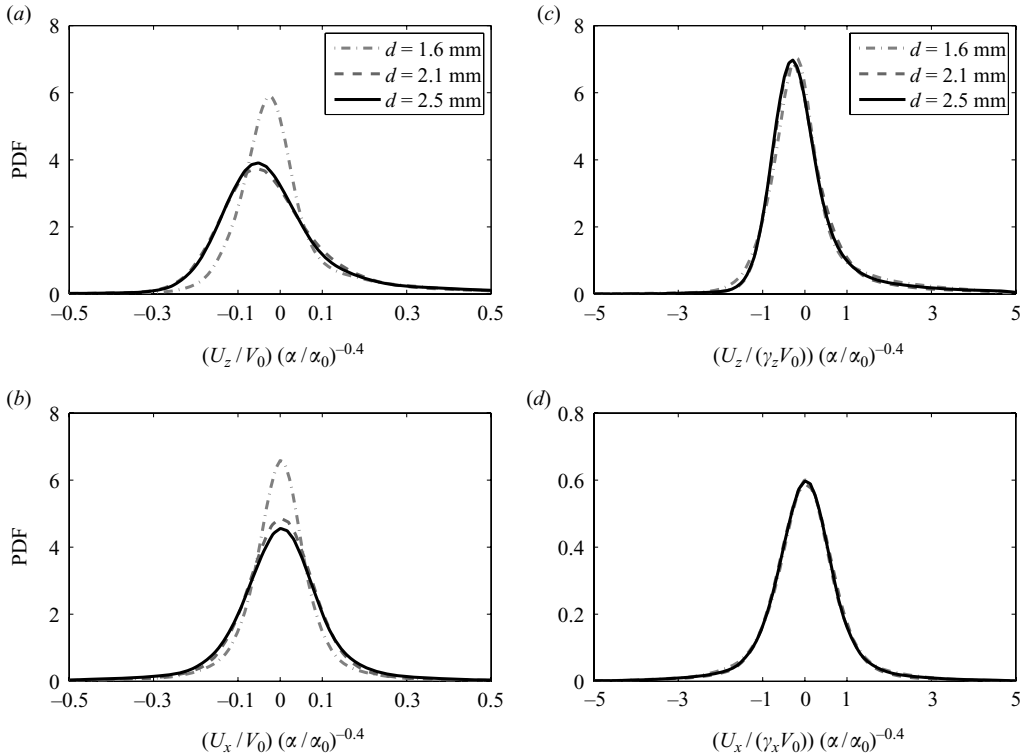 (a)
8
6
4
2
0
PDF
d = 1.6 mm
d = 2.1 mm
d = 2.5 mm
−0.5 −0.3 −0.1 0 0.1 0.3 0.5
(U_z / V_0) (α / α_0)^−0.4
(c)
8
6
4
2
0
d = 1.6 mm
d = 2.1 mm
d = 2.5 mm
−5 −3 −1 0 1 3 5
(U_z / (γ_z V_0)) (α / α_0)^−0.4
(b)
8
6
4
2
0
PDF
−0.5 −0.3 −0.1 0 0.1 0.3 0.5
(U_x / V_0) (α / α_0)^−0.4
(d)
0.8
0.6
0.4
0.2
0
−5 −3 −1 0 1 3 5
(U_x / (γ_x V_0)) (α / α_0)^−0.4